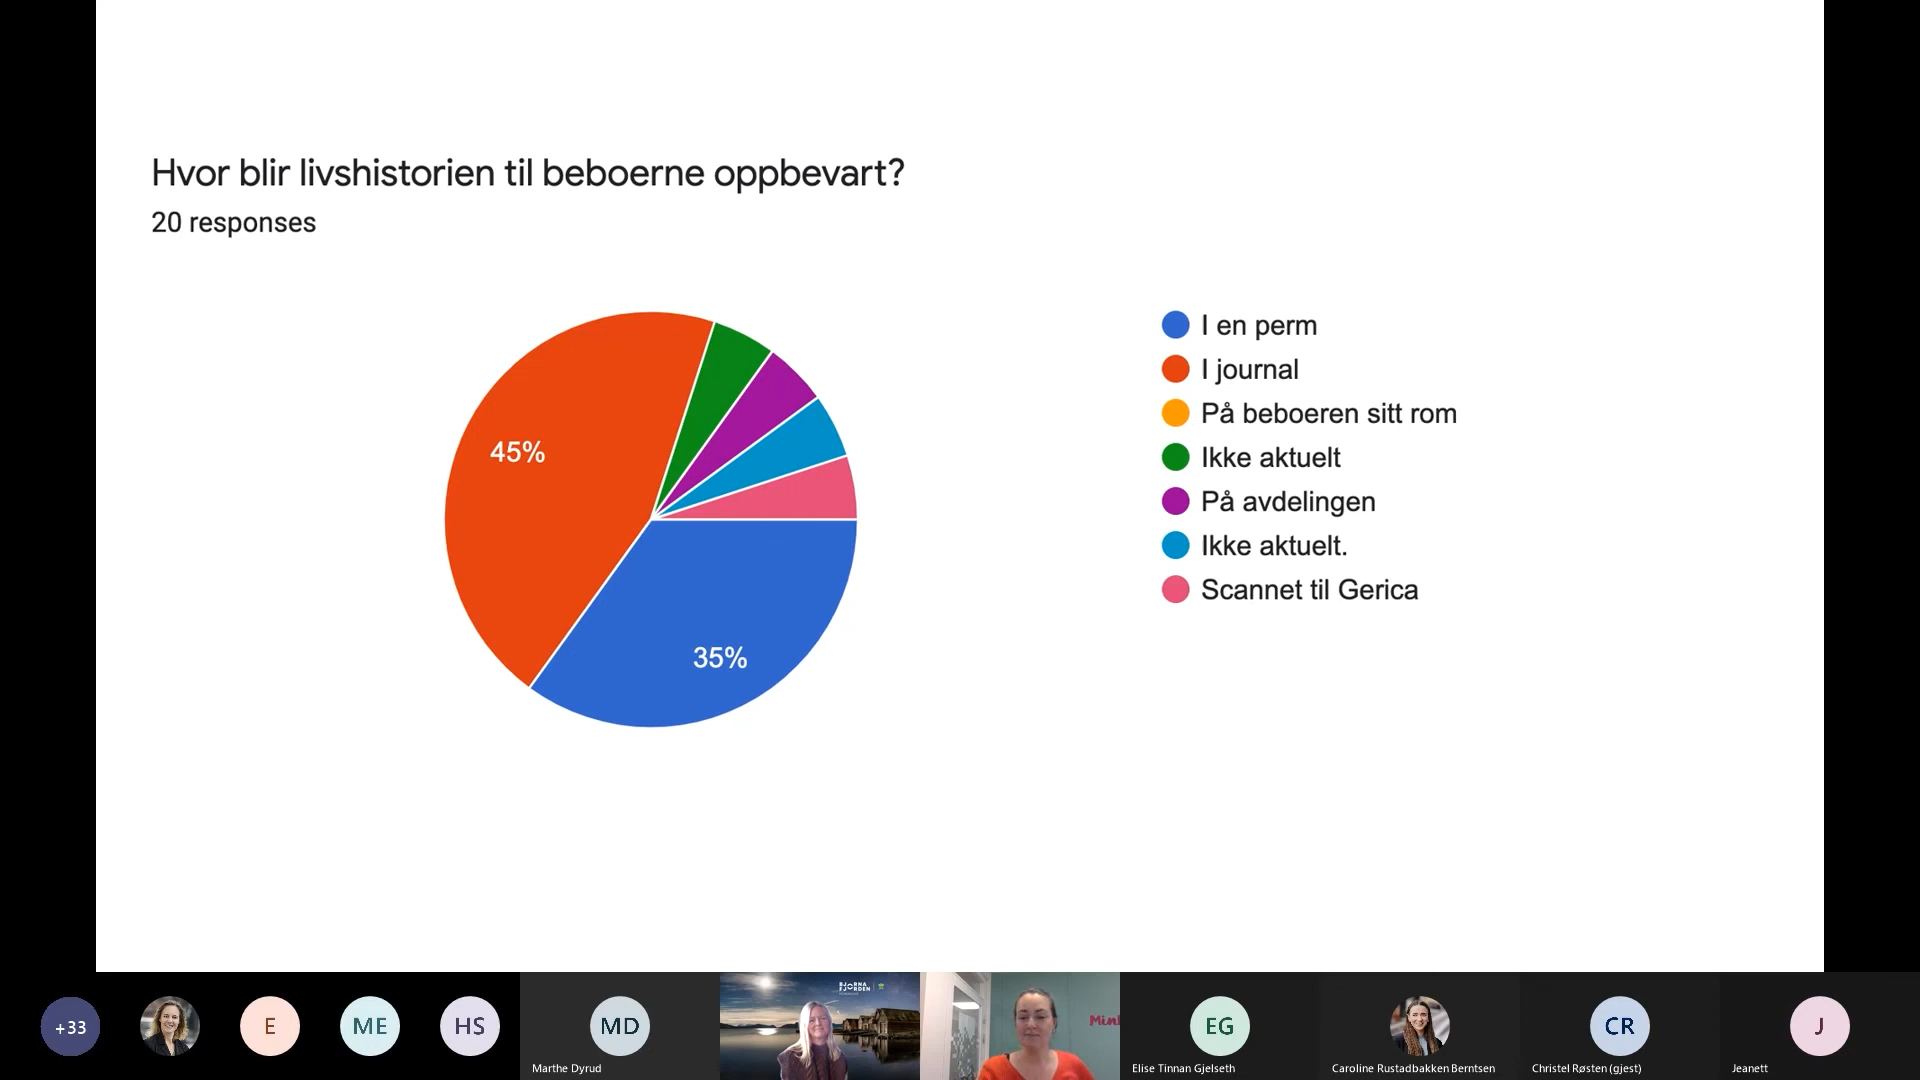 Hvor blir livshistorien til beboerne oppbevart?
20 responses
45%
35%
I en perm
I journal
På beboeren sitt rom
Ikke aktuelt
På avdelingen
Ikke aktuelt.
Scannet til Gerica
+33
E
ME
HS
MD
Marthe Dyrud
BJØRNA
FJORDEN
EG
Elise Tinnan Gjelseth
Caroline Rustadbakken Berntsen
CR
Christel Røsten (gjest)
J
Jeanett